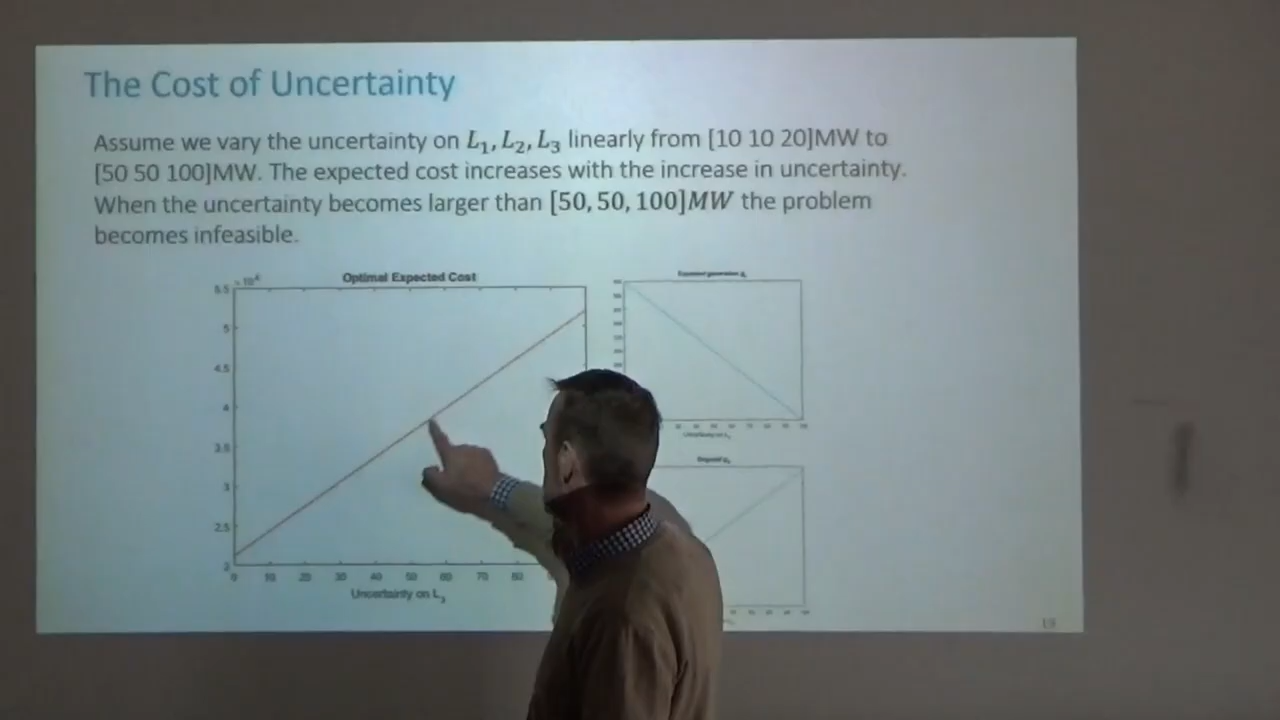 The Cost of Uncertainty
Assume we vary the uncertainty on L₁, L₂, L₃ linearly from [10 10 20]MW to
[50 50 100]MW. The expected cost increases with the increase in uncertainty.
When the uncertainty becomes larger than [50, 50, 100]MW the problem
becomes infeasible.
Optimal Expected Cost
5.5
5
4.5
4
3.5
3
2.5
2
0 10 20 30 40 50 60 70 80
Uncertainty on L₃
19